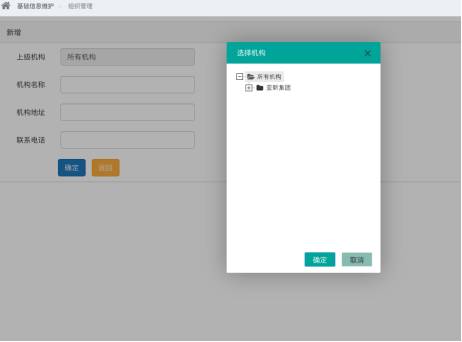 基础信息维护 组织管理
新增
上级机构 所有机构
机构名称
机构地址
联系电话
确定 返回
选择机构
所有机构
亚斯集团
确定 取消